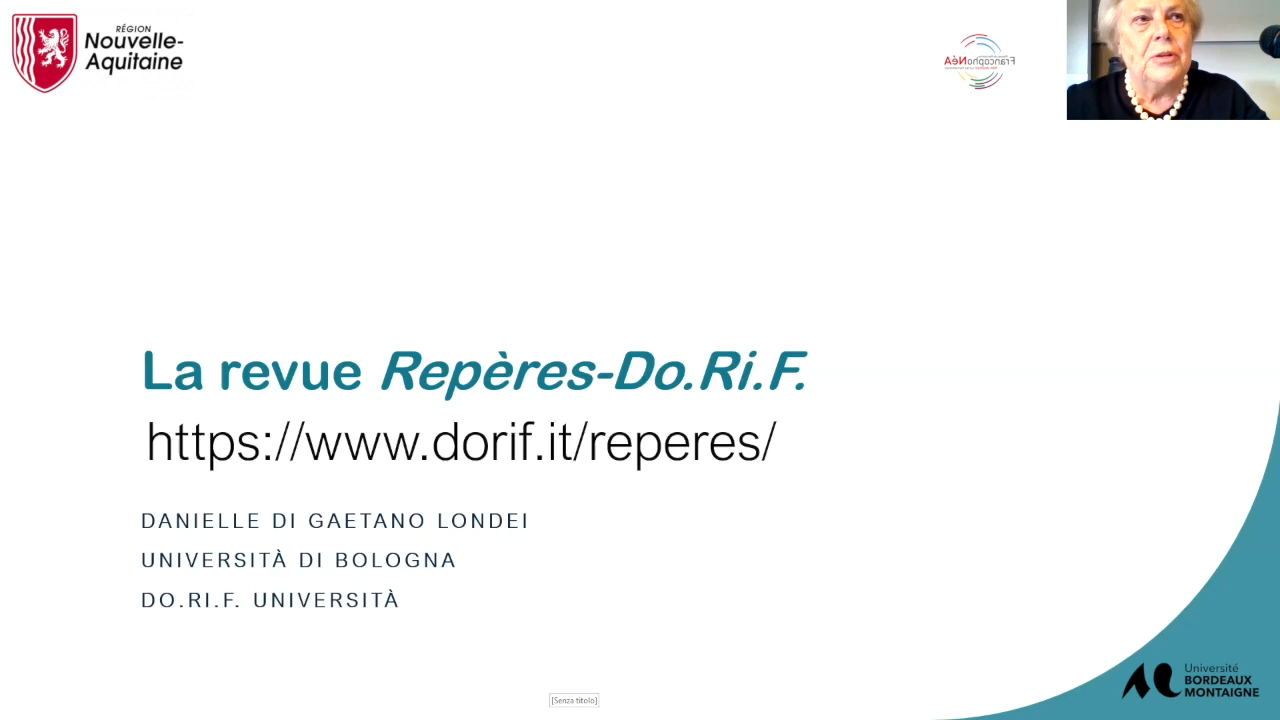 RÉGION
Nouvelle-
Aquitaine
FrancophoNéA
La revue Repères-Do.Ri.F.
https://www.dorif.it/reperes/
DANIELLE DI GAETANO LONDEI
UNIVERSITÀ DI BOLOGNA
DO.RI.F. UNIVERSITÀ
[Senza titolo]
Université
BORDEAUX
MONTAIGNE